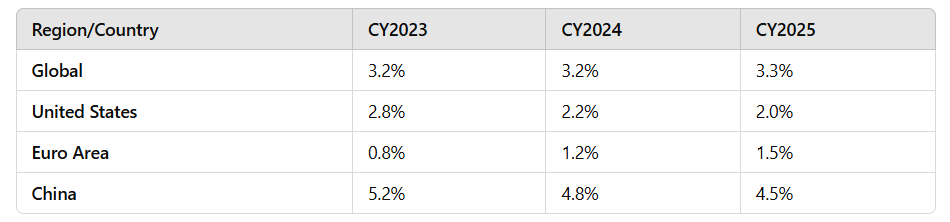 Region/Country CY2023 CY2024 CY2025
Global 3.2% 3.2% 3.3%
United States 2.8% 2.2% 2.0%
Euro Area 0.8% 1.2% 1.5%
China 5.2% 4.8% 4.5%